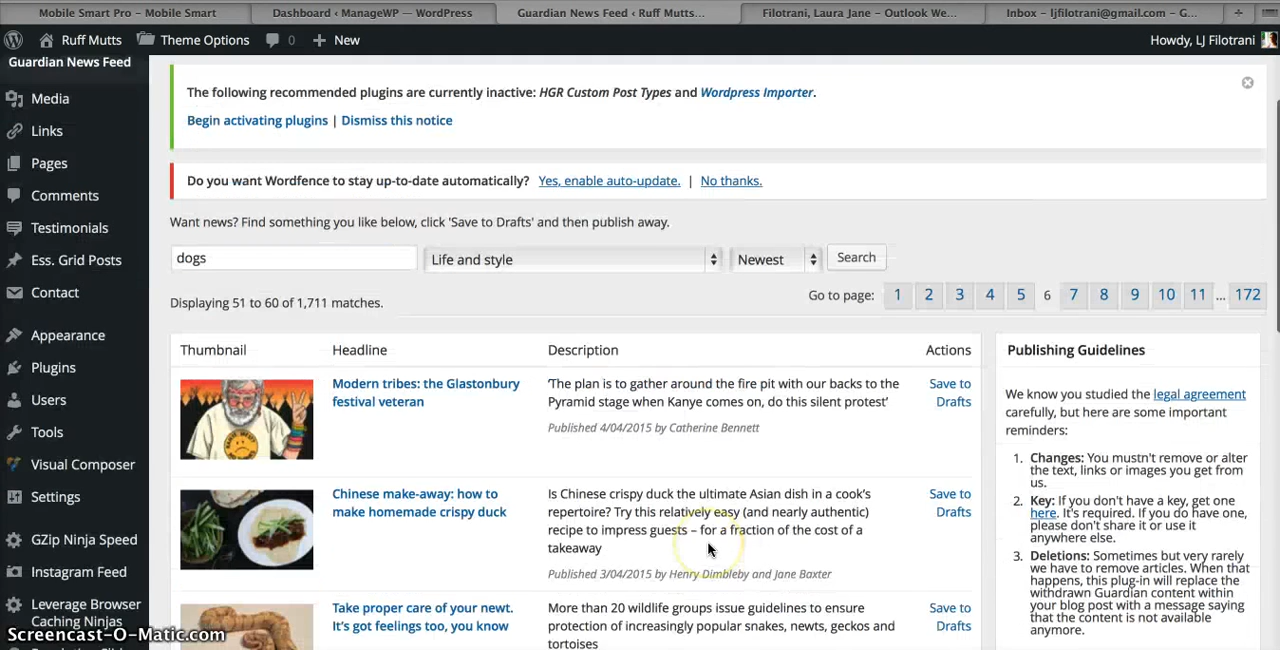 Mobile Smart Pro – Mobile Smart
Dashboard ‹ ManageWP — WordPress
Guardian News Feed ‹ Ruff Mutts...
Filotrani, Laura Jane – Outlook We...
Inbox – ljfilotrani@gmail.com – G...
+
Ruff Mutts
Theme Options
0
+ New
Howdy, LJ Filotrani
Guardian News Feed
Media
Links
Pages
Comments
Testimonials
Ess. Grid Posts
Contact
Appearance
Plugins
Users
Tools
Visual Composer
Settings
GZip Ninja Speed
Instagram Feed
Leverage Browser
Caching Ninjas
The following recommended plugins are currently inactive: HGR Custom Post Types and Wordpress Importer.
Begin activating plugins | Dismiss this notice
Do you want Wordfence to stay up-to-date automatically? Yes, enable auto-update. | No thanks.
Want news? Find something you like below, click 'Save to Drafts' and then publish away.
dogs
Life and style
Newest
Search
Displaying 51 to 60 of 1,711 matches.
Go to page: 1 2 3 4 5 6 7 8 9 10 11 ... 172
Thumbnail
Headline
Description
Actions
Modern tribes: the Glastonbury
festival veteran
'The plan is to gather around the fire pit with our backs to the
Pyramid stage when Kanye comes on, do this silent protest'
Published 4/04/2015 by Catherine Bennett
Save to
Drafts
Chinese make-away: how to
make homemade crispy duck
Is Chinese crispy duck the ultimate Asian dish in a cook's
repertoire? Try this relatively easy (and nearly authentic)
recipe to impress guests – for a fraction of the cost of a
takeaway
Published 3/04/2015 by Henry Dimbleby and Jane Baxter
Save to
Drafts
Take proper care of your newt.
It's got feelings too, you know
More than 20 wildlife groups issue guidelines to ensure
protection of increasingly popular snakes, newts, geckos and
tortoises
Save to
Drafts
Publishing Guidelines
We know you studied the legal agreement
carefully, but here are some important
reminders:
1. Changes: You mustn't remove or alter
the text, links or images you get from
us.
2. Key: If you don't have a key, get one
here. It's required. If you do have one,
please don't share it or use it
anywhere else.
3. Deletions: Sometimes but very rarely
we have to remove articles. When that
happens, this plug-in will replace the
withdrawn Guardian content within
your blog post with a message saying
that the content is not available
anymore.
Screencast-O-Matic.com